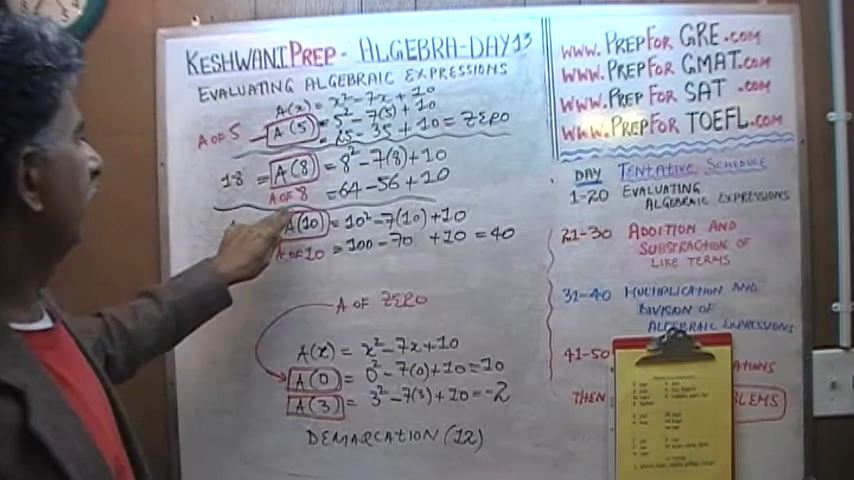 KESHWANI PREP - ALGEBRA-DAY 13
EVALUATING ALGEBRAIC EXPRESSIONS
A(x) = x² - 7x + 10
A OF 5
A(5) = 5² - 7(5) + 10
= 25 - 35 + 10 = ZERO
18 = A(8) = 8² - 7(8) + 10
A OF 8 = 64 - 56 + 10
A(10) = 10² - 7(10) + 10
A OF 10 = 100 - 70 + 10 = 40
A OF ZERO
A(x) = x² - 7x + 10
A(0) = 0² - 7(0) + 10 = 10
A(3) = 3² - 7(3) + 10 = -2
DEMARCATION (12)
WWW. PREPFOR GRE.COM
WWW. PREPFOR GMAT.COM
WWW. PREPFOR SAT .COM
WWW. PREPFOR TOEFL.COM
DAY TENTATIVE SCHEDULE
1-20 EVALUATING
ALGEBRAIC EXPRESSIONS
21-30 ADDITION AND
SUBSTRACTION OF
LIKE TERMS
31-40 MULTIPLICATION AND
DIVISION OF
ALGEBRAIC EXPRESSIONS
41-50
THEN